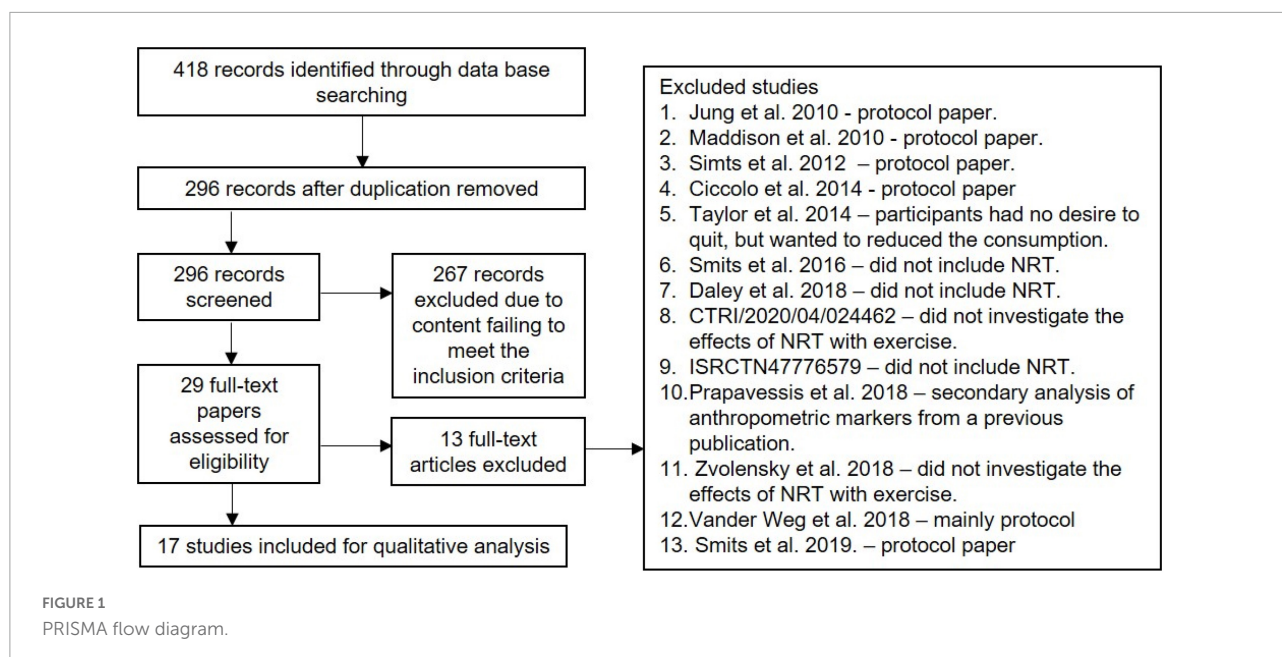 418 records identified through data base
searching
296 records after duplication removed
296 records
screened
267 records
excluded due to
content failing to
meet the
inclusion criteria
29 full-text
papers
assessed for
eligibility
13 full-text
articles excluded
17 studies included for qualitative analysis
Excluded studies
1. Jung et al. 2010 - protocol paper.
2. Maddison et al. 2010 - protocol paper.
3. Simts et al. 2012 – protocol paper.
4. Ciccolo et al. 2014 - protocol paper
5. Taylor et al. 2014 – participants had no desire to
quit, but wanted to reduced the consumption.
6. Smits et al. 2016 – did not include NRT.
7. Daley et al. 2018 – did not include NRT.
8. CTRI/2020/04/024462 – did not investigate the
effects of NRT with exercise.
9. ISRCTN47776579 – did not include NRT.
10.Prapavessis et al. 2018 – secondary analysis of
anthropometric markers from a previous
publication.
11. Zvolensky et al. 2018 – did not investigate the
effects of NRT with exercise.
12.Vander Weg et al. 2018 – mainly protocol
13. Smits et al. 2019. – protocol paper
FIGURE 1
PRISMA flow diagram.